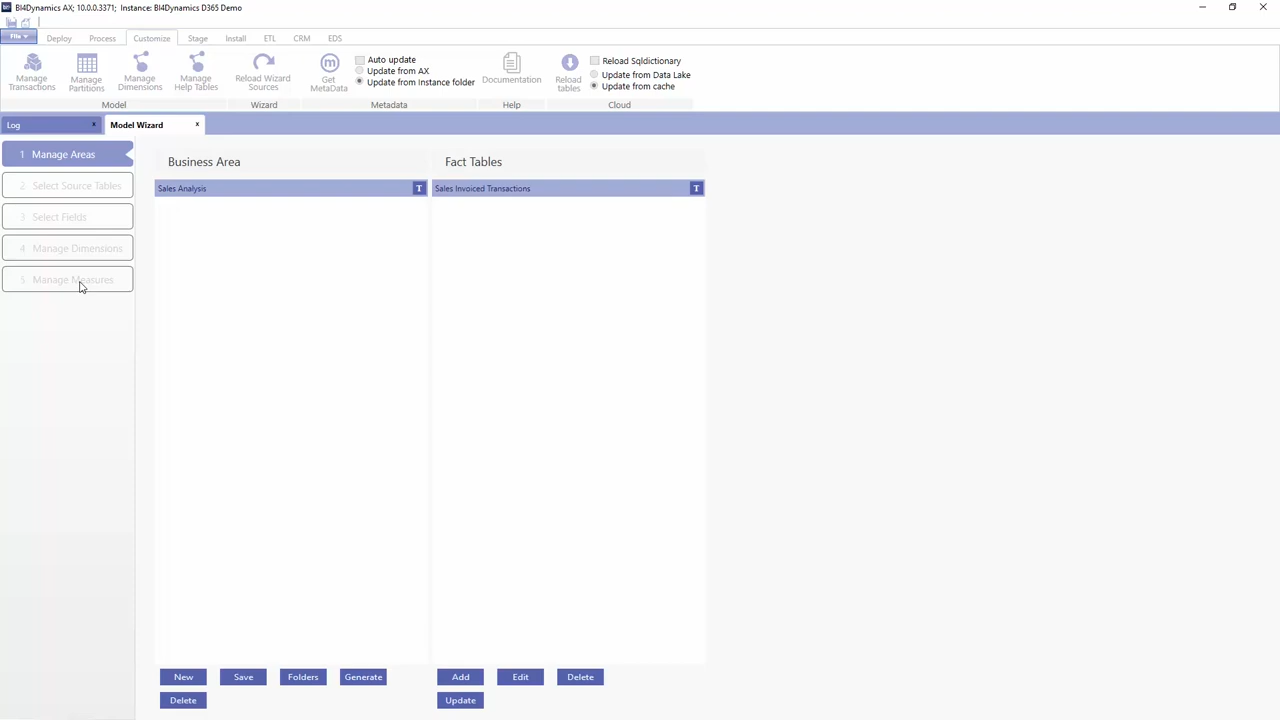 BI4Dynamics AX; 10.0.0.3371; Instance: BI4Dynamics D365 Demo
File
Deploy
Process
Customize
Stage
Install
ETL
CRM
EDS
Manage Transactions
Manage Partitions
Manage Dimensions
Manage Help Tables
Reload Wizard Sources
m
Get MetaData
Auto update
Update from AX
Update from Instance folder
Documentation
Reload tables
Reload Sqldictionary
Update from Data Lake
Update from cache
Model
Wizard
Metadata
Help
Cloud
Log x
Model Wizard x
1 Manage Areas
2 Select Source Tables
3 Select Fields
4 Manage Dimensions
5 Manage Measures
Business Area
Sales Analysis T
Fact Tables
Sales Invoiced Transactions T
New
Save
Folders
Generate
Delete
Add
Edit
Delete
Update